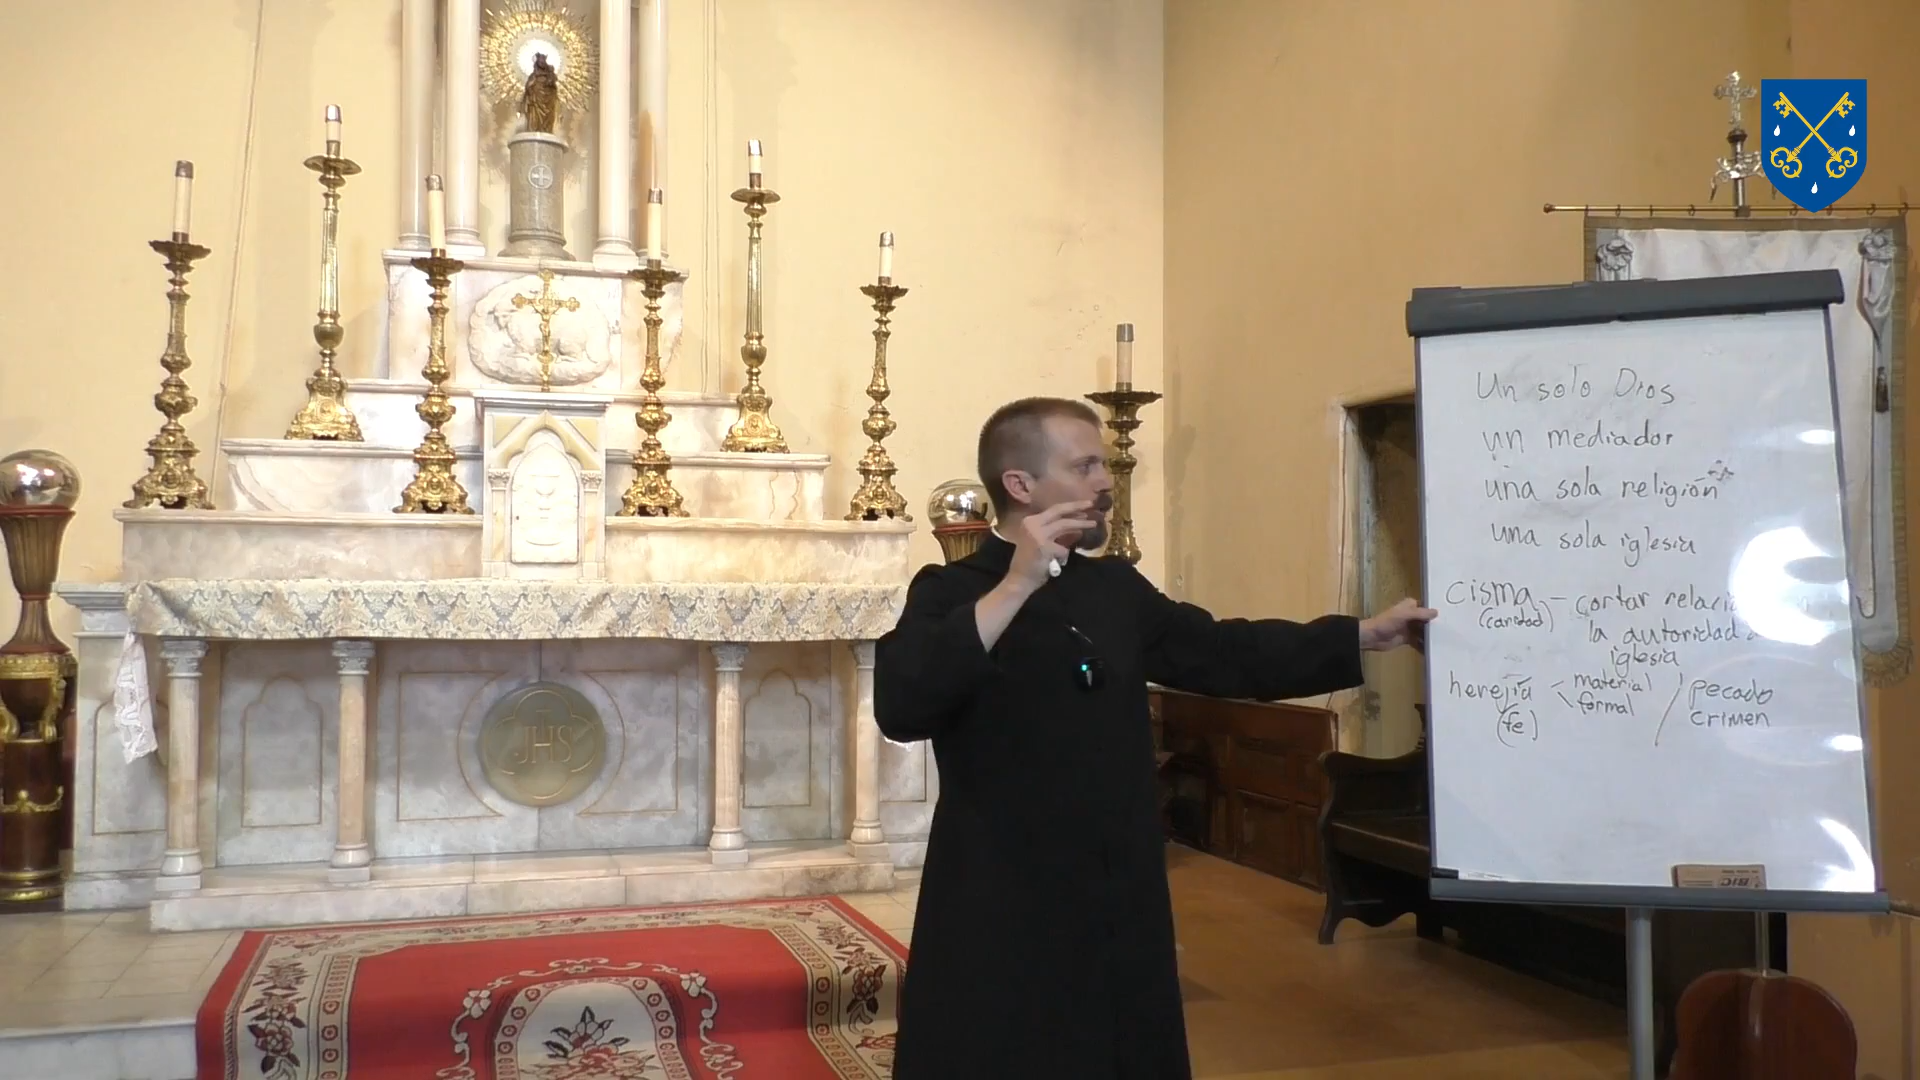 Un solo Dios
un mediador
una sola religión
una sola iglesia
cisma - cortar
(caridad) la autoridad
iglesia
herejía material / pecado
(fe) formal crimen
JHS
BIC